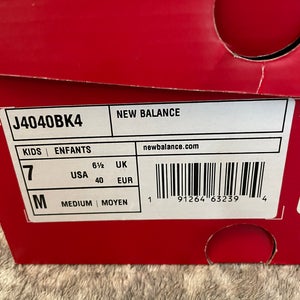 J4040BK4
NEW BALANCE
KIDS | ENFANTS
newbalance.com
7 6½ UK
USA 40 EUR
M MEDIUM | MOYEN
1 91264 63239 4